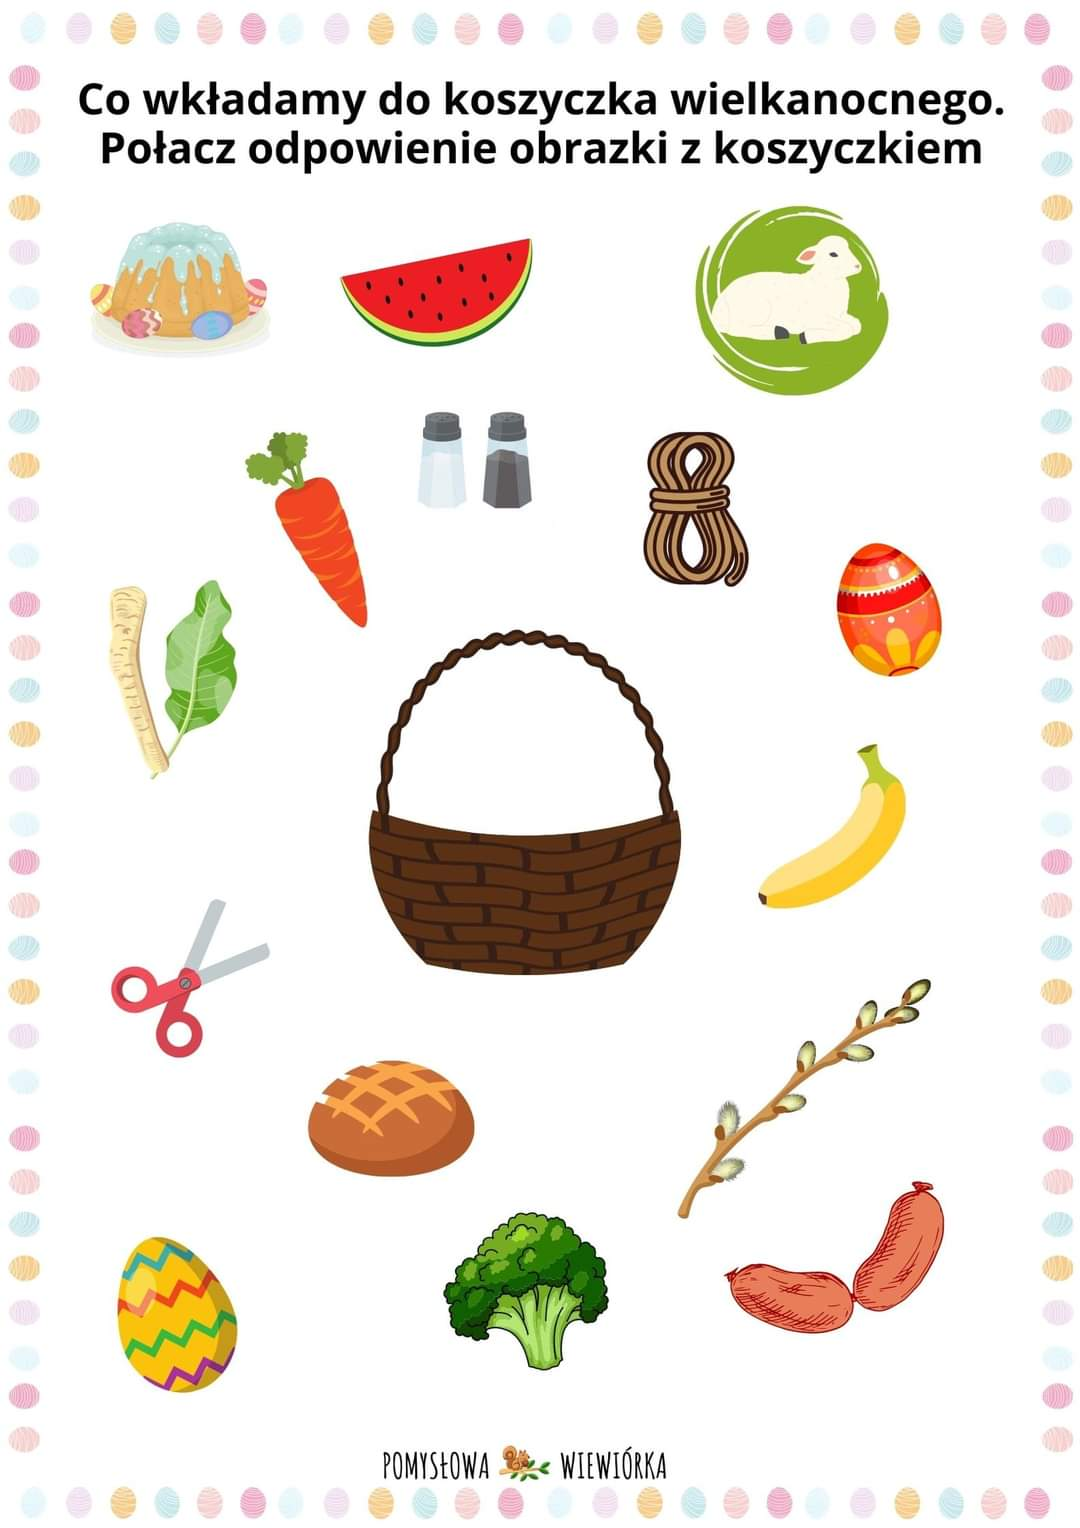 Co wkładamy do koszyczka wielkanocnego.
Połacz odpowienie obrazki z koszyczkiem
POMYSŁOWA WIEWIÓRKA